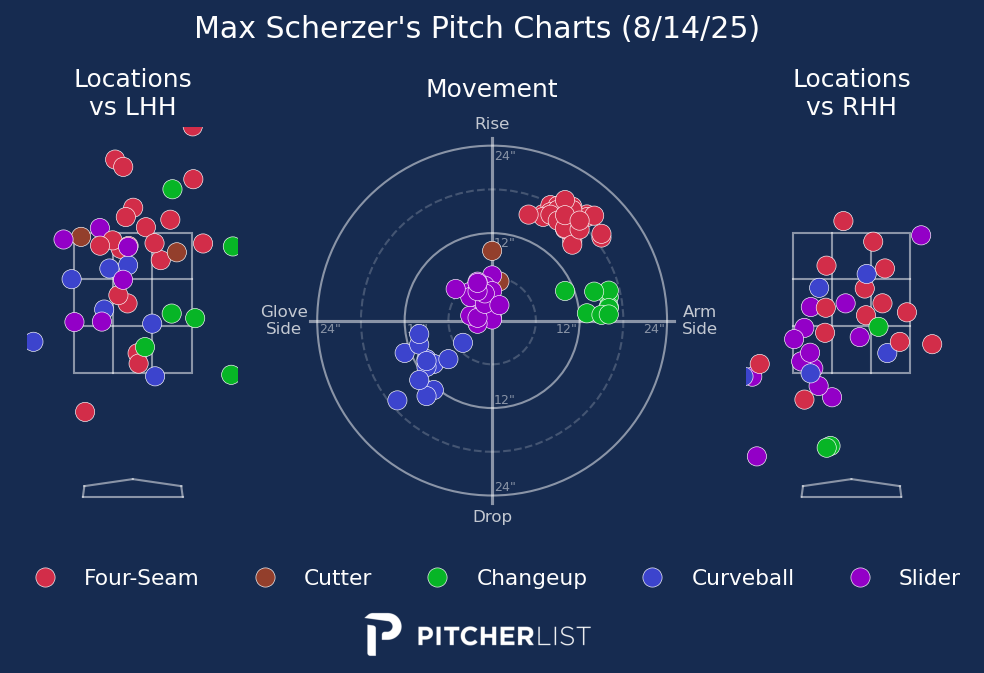 Max Scherzer's Pitch Charts (8/14/25)
Locations
vs LHH
Movement
Locations
vs RHH
Rise
24"
12"
Glove
Side
24"
12"
24"
Arm
Side
12"
24"
Drop
Four-Seam
Cutter
Changeup
Curveball
Slider
PITCHERLIST